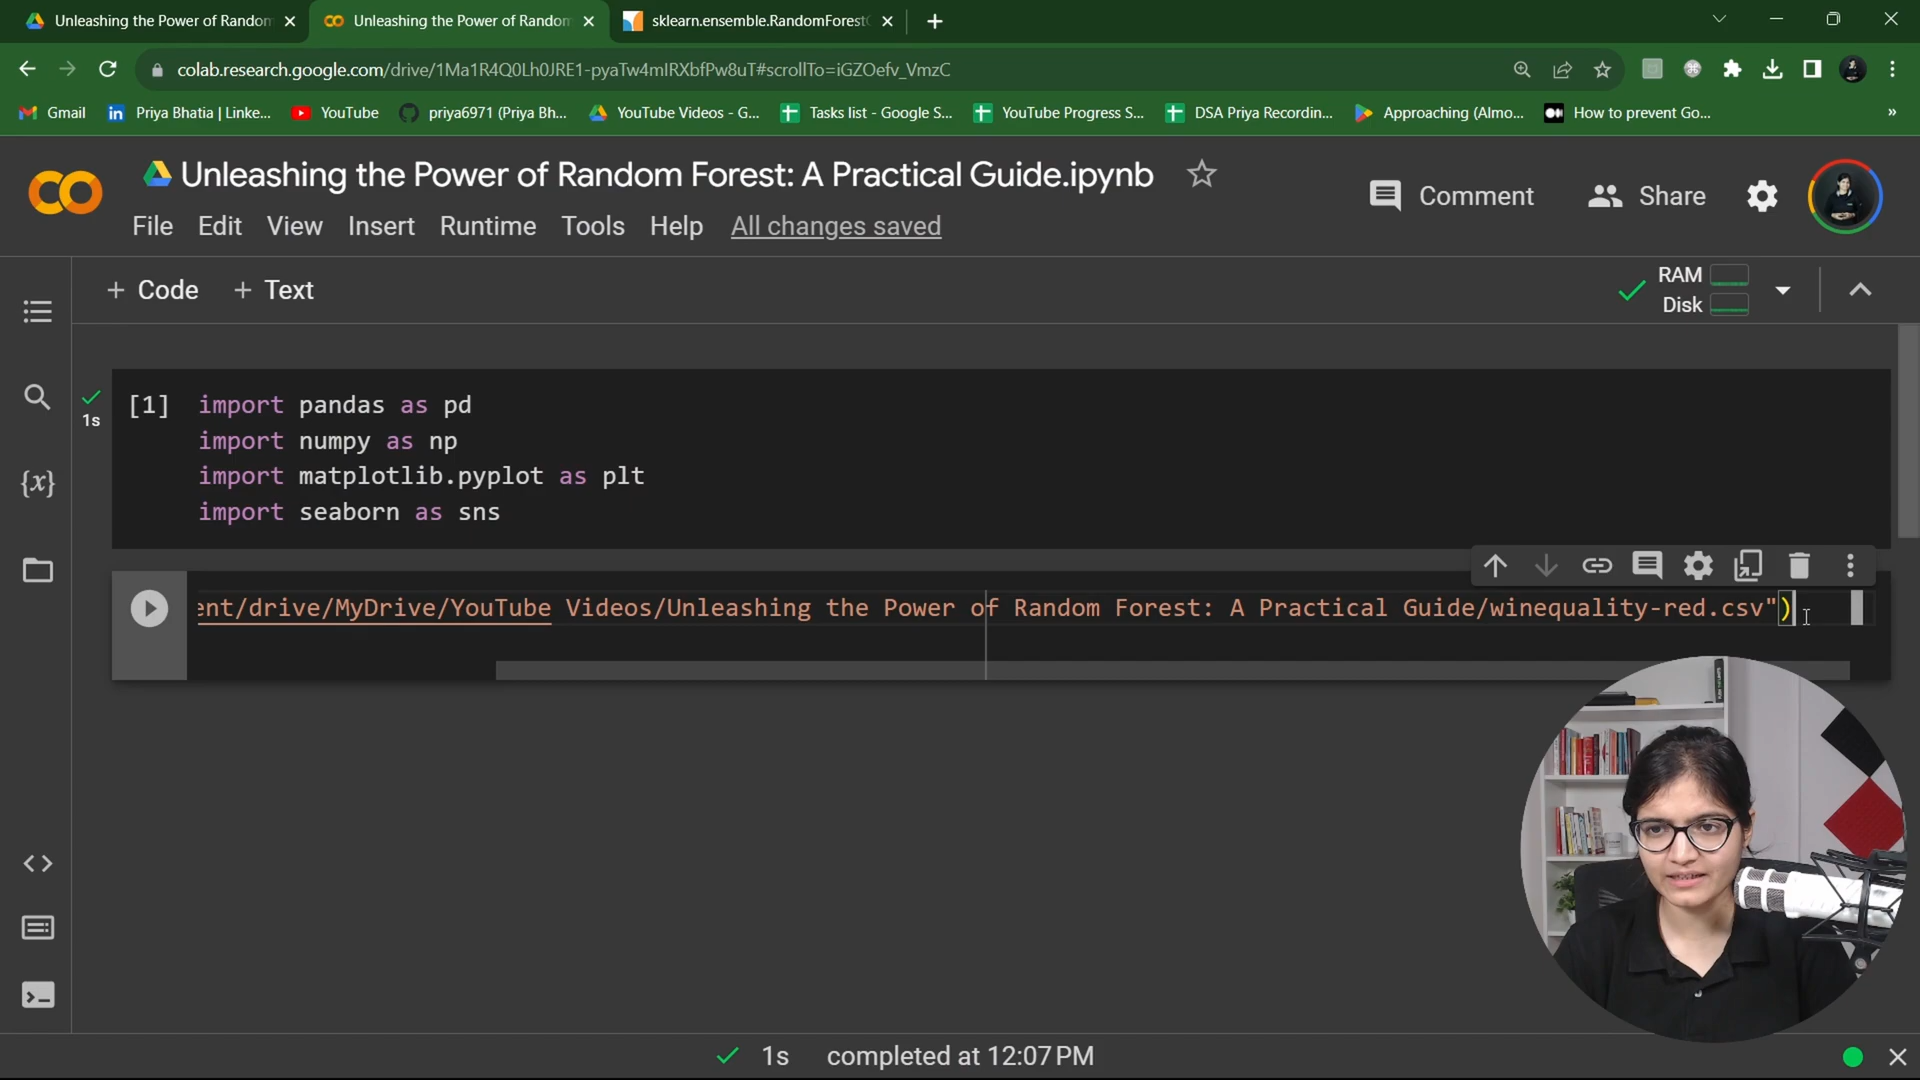 Unleashing the Power of Random
Unleashing the Power of Random
sklearn.ensemble.RandomForestC
colab.research.google.com/drive/1Ma1R4Q0Lh0JRE1-pyaTw4mlRXbfPw8uT#scrollTo=iGZOefv_VmzC
Gmail
Priya Bhatia | Linke...
YouTube
priya6971 (Priya Bh...
YouTube Videos - G...
Tasks list - Google S...
YouTube Progress S...
DSA Priya Recordin...
Approaching (Almo...
How to prevent Go...
»
Unleashing the Power of Random Forest: A Practical Guide.ipynb
Comment
Share
File Edit View Insert Runtime Tools Help All changes saved
+ Code + Text
RAM
Disk
1s
[1] import pandas as pd
import numpy as np
import matplotlib.pyplot as plt
import seaborn as sns
{x}
ent/drive/MyDrive/YouTube Videos/Unleashing the Power of Random Forest: A Practical Guide/winequality-red.csv")
1s completed at 12:07 PM